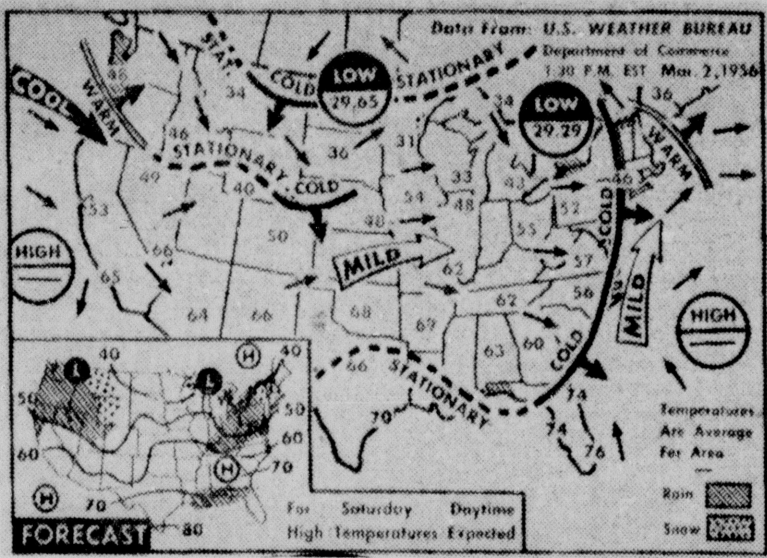 Data From: U.S. WEATHER BUREAU
Department of Commerce
1:30 P.M. EST Mar. 2, 1956
STAT.
COLD
LOW
29.65
STATIONARY
LOW
29.29
COOL
WARM
48
34
46
STATIONARY
COLD
49
40
36
31
34
36
WARM
33
43
46
54
48
52
53
66
50
48
55
COLD
HIGH
65
MILD
62
57
56
MILD
HIGH
64
66
68
69
62
63
60
COLD
66
STATIONARY
70
74
74
76
Temperatures
Are Average
For Area
Rain
Snow
40
H
40
L
L
50
50
60
60
H
70
H
70
80
FORECAST
For Saturday Daytime
High Temperatures Expected